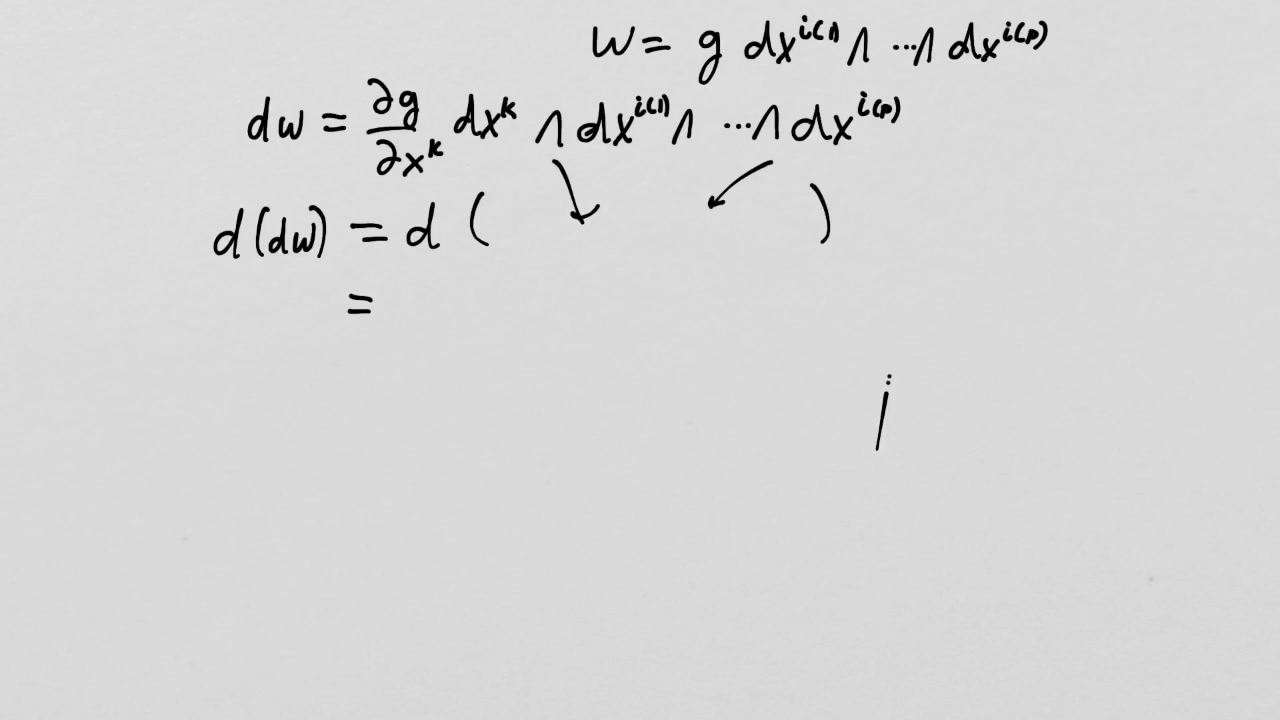 w = g dx^{i(1)} ∧ ··· ∧ dx^{i(p)}
dw = ∂g/∂x^k dx^k ∧ dx^{i(1)} ∧ ··· ∧ dx^{i(p)}
d(dw) = d ( )
=